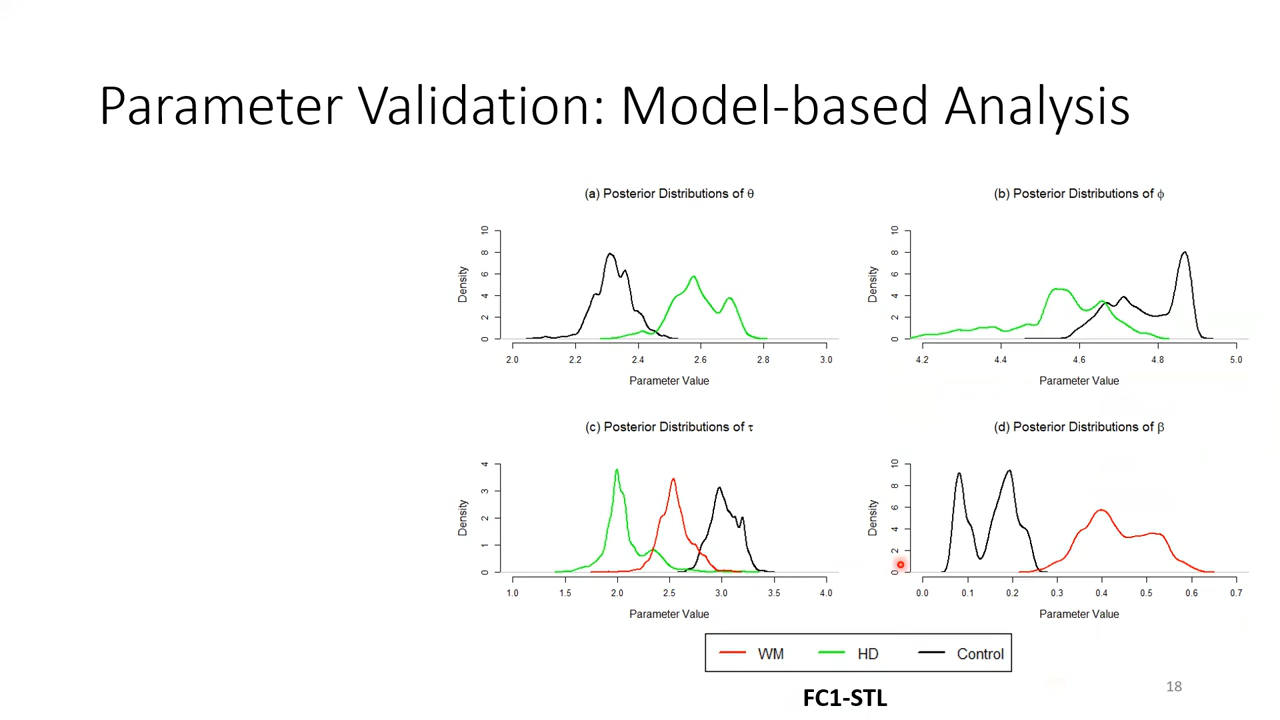 Parameter Validation: Model-based Analysis
(a) Posterior Distributions of θ
10
8
6
4
2
0
Density
2.0 2.2 2.4 2.6 2.8 3.0
Parameter Value
(b) Posterior Distributions of ϕ
10
8
6
4
2
0
Density
4.2 4.4 4.6 4.8 5.0
Parameter Value
(c) Posterior Distributions of τ
4
3
2
1
0
Density
1.0 1.5 2.0 2.5 3.0 3.5 4.0
Parameter Value
(d) Posterior Distributions of β
10
8
6
4
2
0
Density
0.0 0.1 0.2 0.3 0.4 0.5 0.6 0.7
Parameter Value
WM HD Control
FC1-STL
18